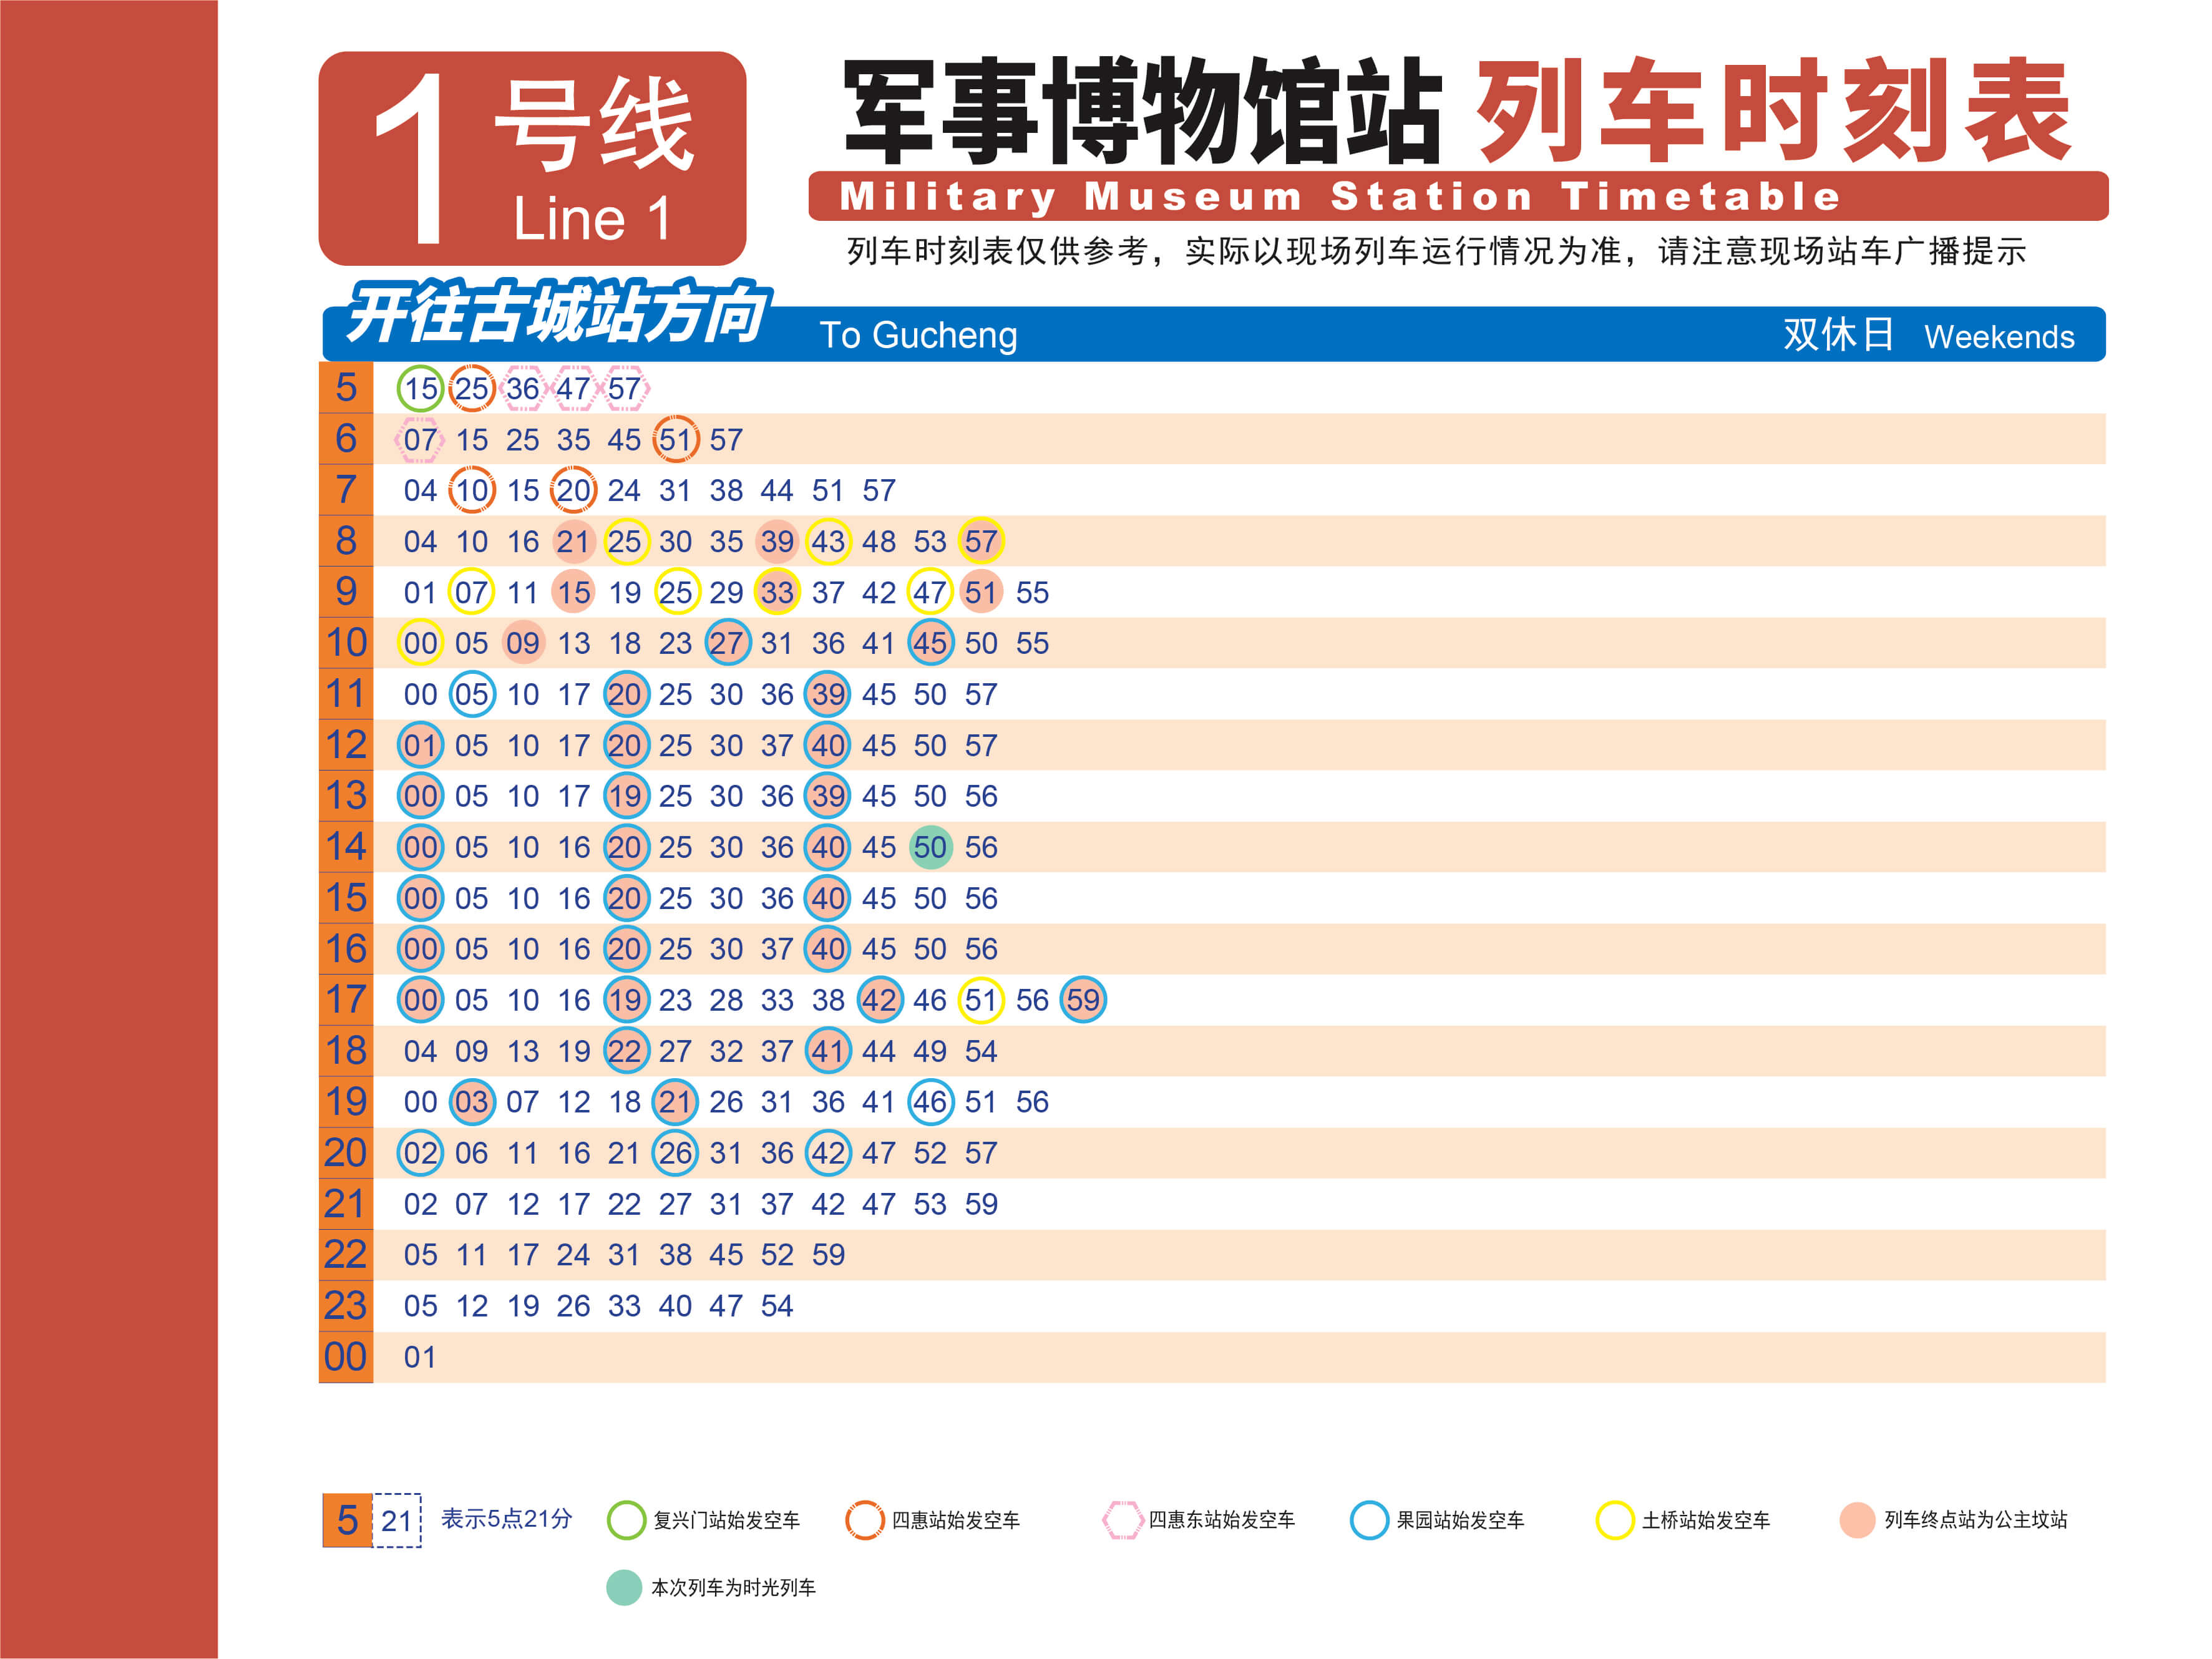 1号线
Line 1
军事博物馆站 列车时刻表
Military Museum Station Timetable
列车时刻表仅供参考，实际以现场列车运行情况为准，请注意现场站车广播提示
开往古城站方向 To Gucheng 双休日 Weekends
5 15 25 36 47 57
6 07 15 25 35 45 51 57
7 04 10 15 20 24 31 38 44 51 57
8 04 10 16 21 25 30 35 39 43 48 53 57
9 01 07 11 15 19 25 29 33 37 42 47 51 55
10 00 05 09 13 18 23 27 31 36 41 45 50 55
11 00 05 10 17 20 25 30 36 39 45 50 57
12 01 05 10 17 20 25 30 37 40 45 50 57
13 00 05 10 17 19 25 30 36 39 45 50 56
14 00 05 10 16 20 25 30 36 40 45 50 56
15 00 05 10 16 20 25 30 36 40 45 50 56
16 00 05 10 16 20 25 30 37 40 45 50 56
17 00 05 10 16 19 23 28 33 38 42 46 51 56 59
18 04 09 13 19 22 27 32 37 41 44 49 54
19 00 03 07 12 18 21 26 31 36 41 46 51 56
20 02 06 11 16 21 26 31 36 42 47 52 57
21 02 07 12 17 22 27 31 37 42 47 53 59
22 05 11 17 24 31 38 45 52 59
23 05 12 19 26 33 40 47 54
00 01
5 21 表示5点21分 复兴门站始发空车 四惠站始发空车 四惠东站始发空车 果园站始发空车 土桥站始发空车 列车终点站为公主坟站
本次列车为时光列车